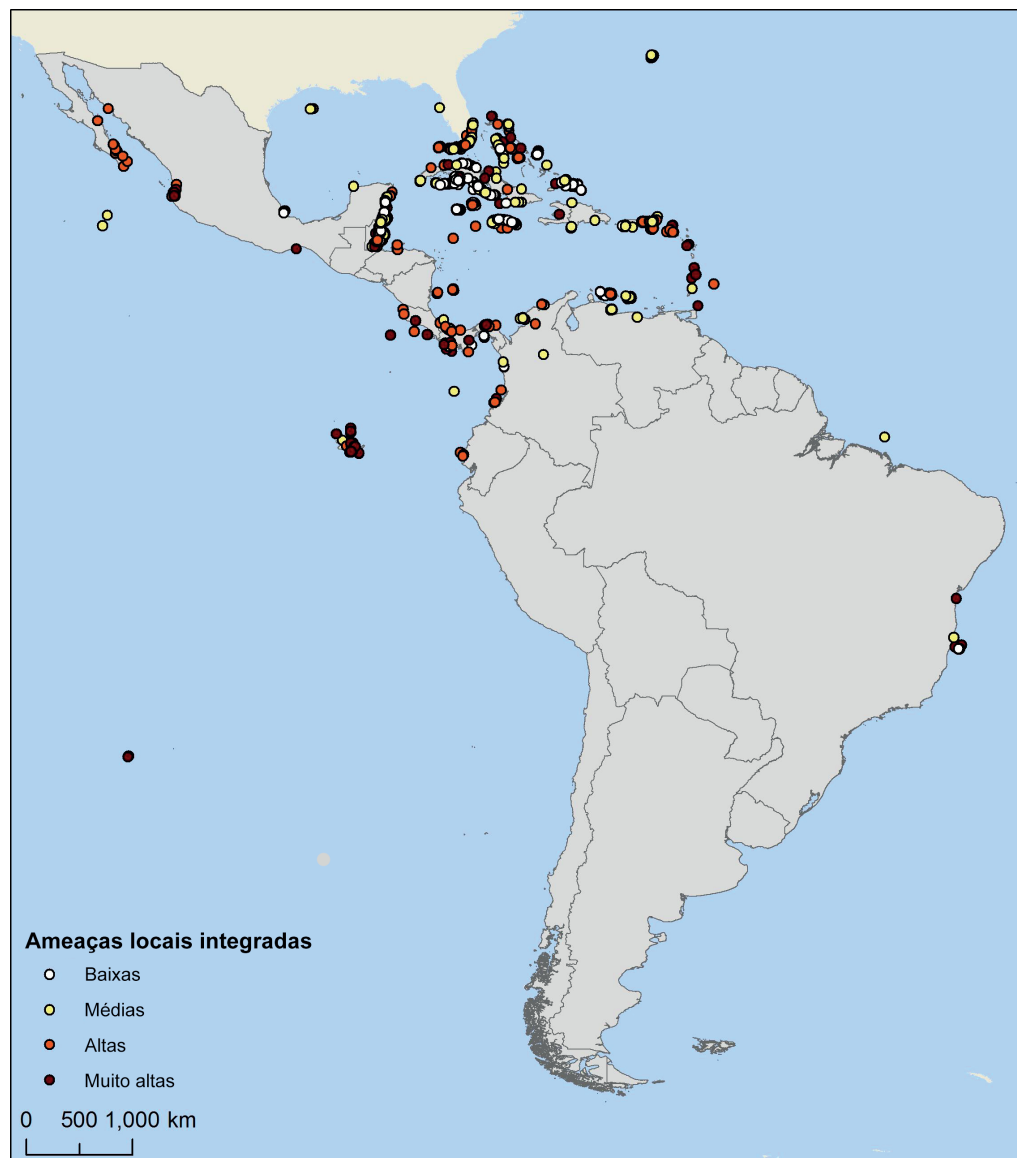 Ameaças locais integradas
Baixas
Médias
Altas
Muito altas
0 500 1,000 km